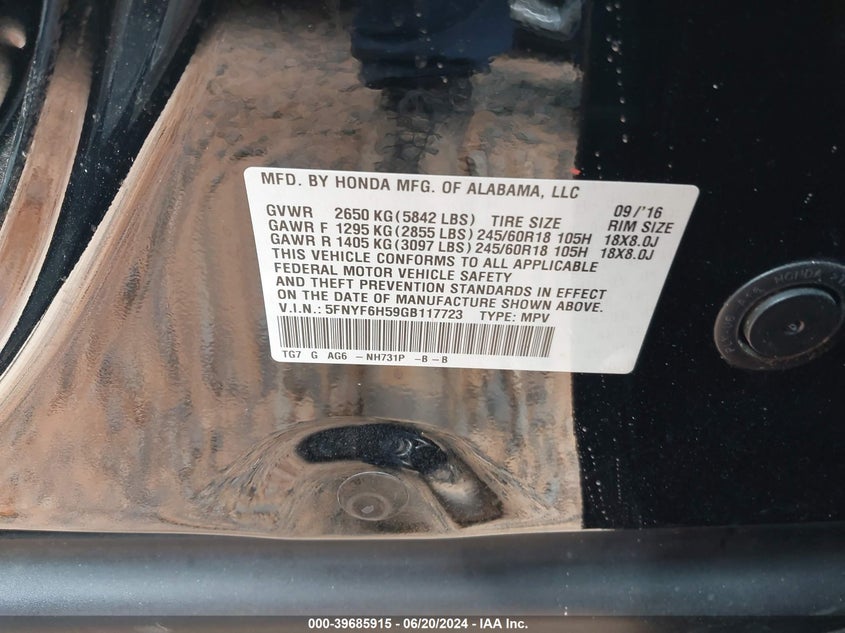 MFD. BY HONDA MFG. OF ALABAMA, LLC
GVWR 2650 KG(5842 LBS) TIRE SIZE 09/'16 RIM SIZE
GAWR F 1295 KG(2855 LBS) 245/60R18 105H 18X8.0J
GAWR R 1405 KG(3097 LBS) 245/60R18 105H 18X8.0J
THIS VEHICLE CONFORMS TO ALL APPLICABLE
FEDERAL MOTOR VEHICLE SAFETY
AND THEFT PREVENTION STANDARDS IN EFFECT
ON THE DATE OF MANUFACTURE SHOWN ABOVE.
V.I.N.: 5FNYF6H59GB117723 TYPE: MPV
TG7 G AG6 -NH731P -B-B
HONDA
000-39685915 - 06/20/2024 - IAA Inc.